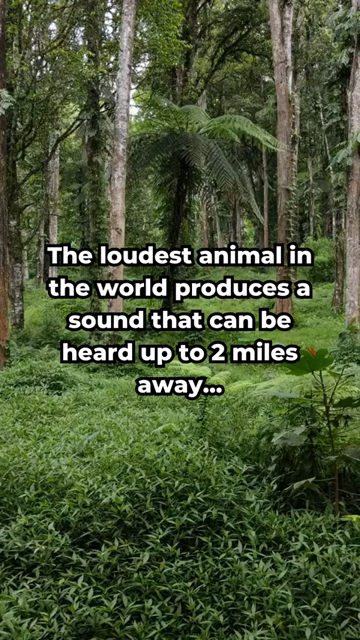 The loudest animal in
the world produces a
sound that can be
heard up to 2 miles
away...